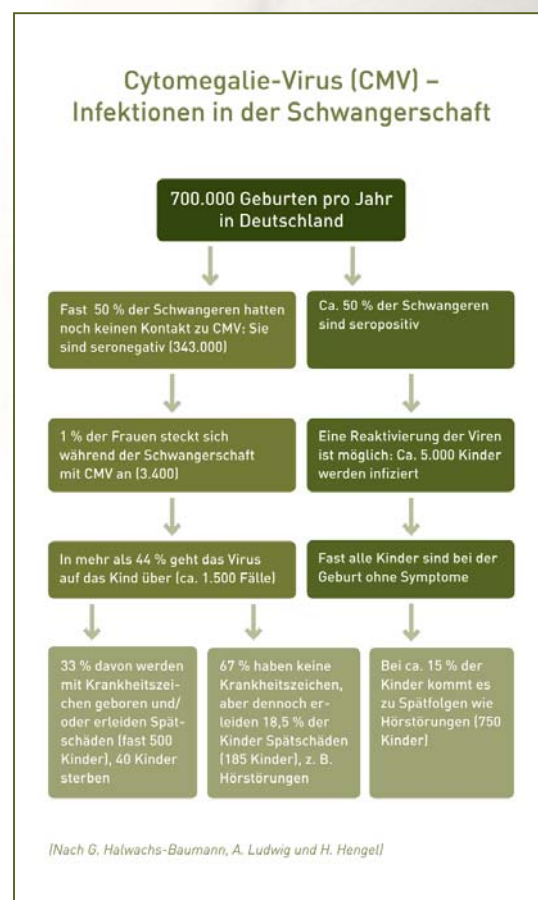 Cytomegalie-Virus (CMV) –
Infektionen in der Schwangerschaft
700.000 Geburten pro Jahr
in Deutschland
Fast 50 % der Schwangeren hatten
noch keinen Kontakt zu CMV: Sie
sind seronegativ (343.000)
Ca. 50 % der Schwangeren
sind seropositiv
1 % der Frauen steckt sich
während der Schwangerschaft
mit CMV an (3.400)
Eine Reaktivierung der Viren
ist möglich: Ca. 5.000 Kinder
werden infiziert
In mehr als 44 % geht das Virus
auf das Kind über (ca. 1.500 Fälle)
Fast alle Kinder sind bei der
Geburt ohne Symptome
33 % davon werden
mit Krankheitszei-
chen geboren und/
oder erleiden Spät-
schäden (fast 500
Kinder), 40 Kinder
sterben
67 % haben keine
Krankheitszeichen,
aber dennoch er-
leiden 18,5 % der
Kinder Spätschäden
(185 Kinder), z. B.
Hörstörungen
Bei ca. 15 % der
Kinder kommt es
zu Spätfolgen wie
Hörstörungen (750
Kinder)
(Nach G. Halwachs-Baumann, A. Ludwig und H. Hengel)